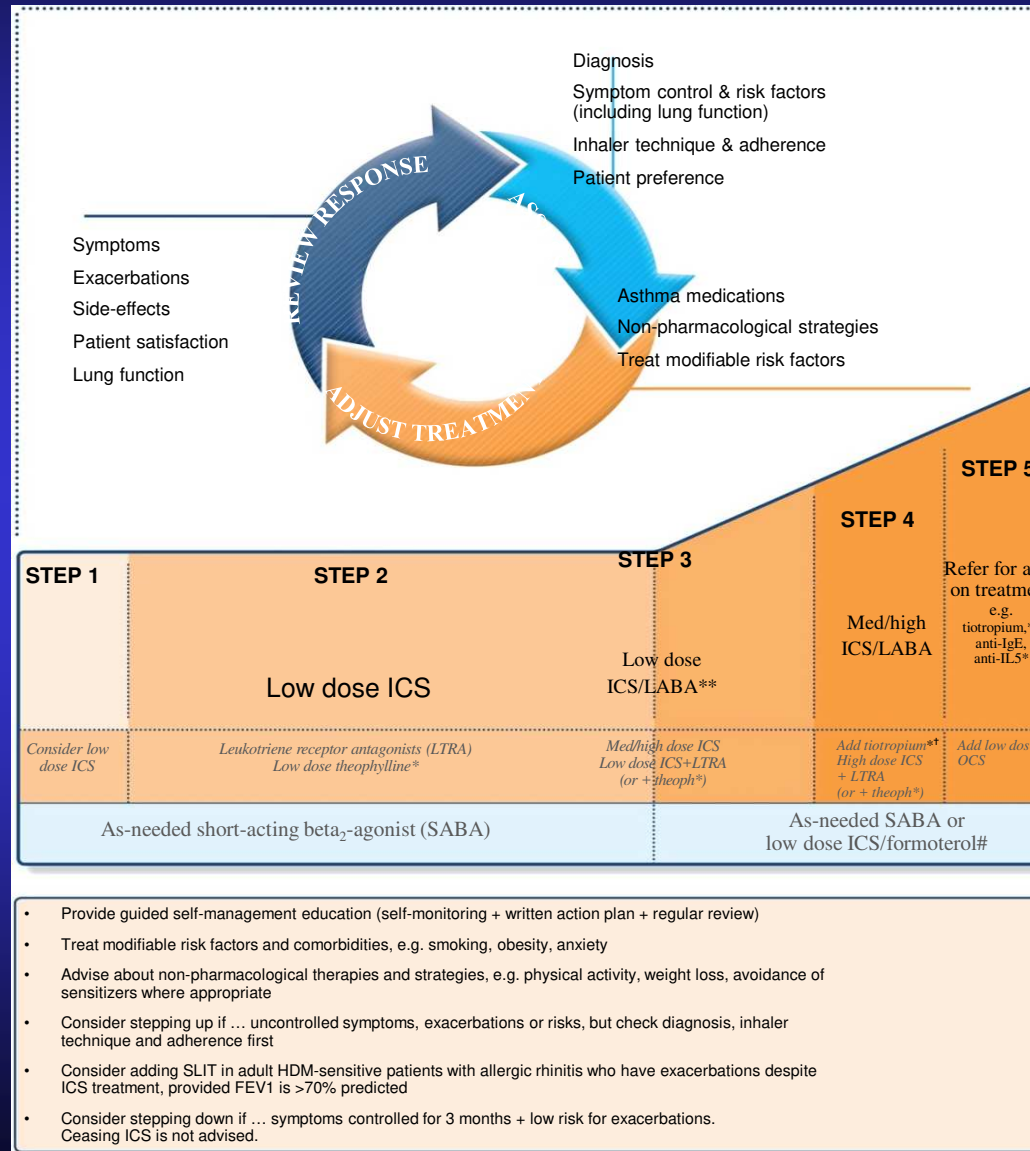 Diagnosis
Symptom control & risk factors
(including lung function)
Inhaler technique & adherence
Patient preference
REVIEW RESPONSE
Symptoms
Exacerbations
Side-effects
Patient satisfaction
Lung function
Asthma medications
Non-pharmacological strategies
Treat modifiable risk factors
ADJUST TREATMEN
STEP 1
STEP 2
STEP 3
STEP 4
STEP 5
Low dose ICS
Low dose
ICS/LABA**
Med/high
ICS/LABA
Refer for
on
e.g.
tiotropium,*
anti-IgE,
anti-IL5*
Consider low
dose ICS
Leukotriene receptor antagonists (LTRA)
Low dose theophylline*
Med/high dose ICS
Low dose ICS+LTRA
(or + theoph*)
Add tiotropium*†
High dose ICS
+ LTRA
(or + theoph*)
Add low
OCS
As-needed short-acting beta₂-agonist (SABA)
As-needed SABA or
low dose ICS/formoterol#
• Provide guided self-management education (self-monitoring + written action plan + regular review)
• Treat modifiable risk factors and comorbidities, e.g. smoking, obesity, anxiety
• Advise about non-pharmacological therapies and strategies, e.g. physical activity, weight loss, avoidance of
sensitizers where appropriate
• Consider stepping up if … uncontrolled symptoms, exacerbations or risks, but check diagnosis, inhaler
technique and adherence first
• Consider adding SLIT in adult HDM-sensitive patients with allergic rhinitis who have exacerbations despite
ICS treatment, provided FEV1 is >70% predicted
• Consider stepping down if … symptoms controlled for 3 months + low risk for exacerbations.
Ceasing ICS is not advised.